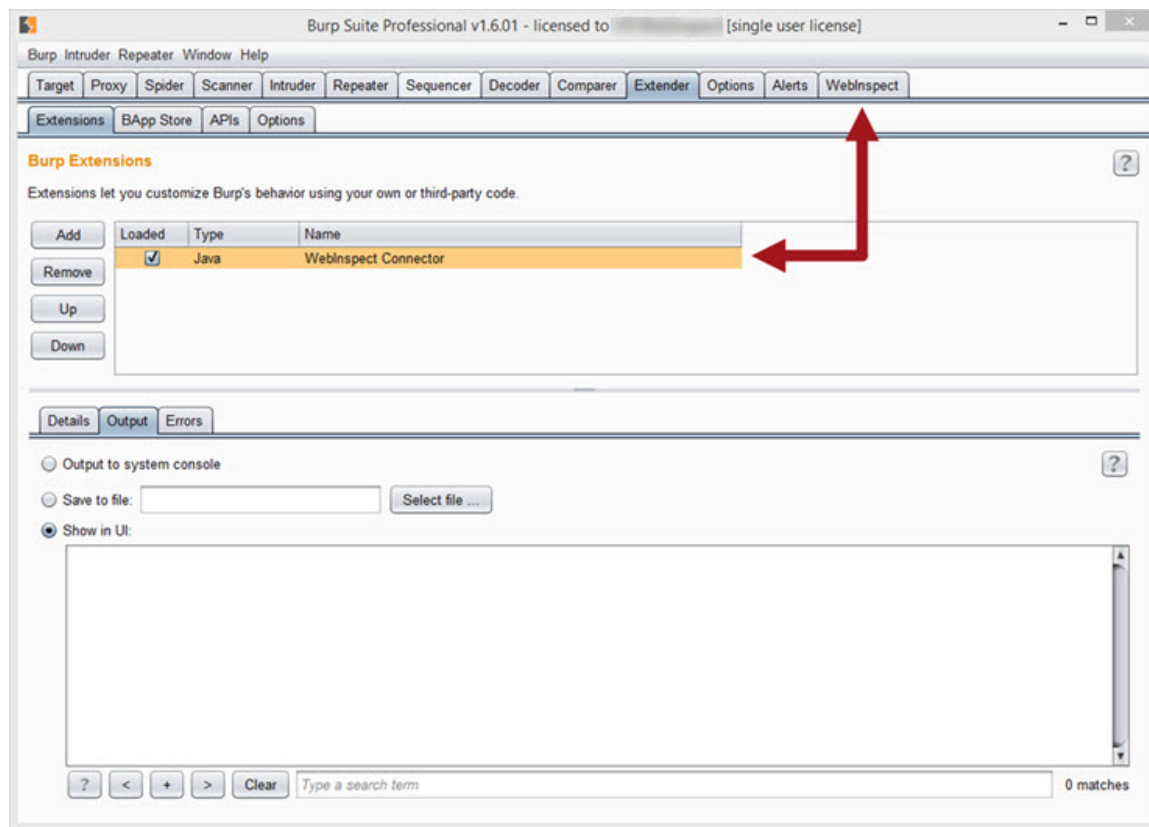 Burp Suite Professional v1.6.01 - licensed to [single user license]
Burp Intruder Repeater Window Help
Target Proxy Spider Scanner Intruder Repeater Sequencer Decoder Comparer Extender Options Alerts WebInspect
Extensions BApp Store APIs Options
Burp Extensions
?
Extensions let you customize Burp's behavior using your own or third-party code.
Add Loaded Type Name
Java WebInspect Connector
Remove
Up
Down
Details Output Errors
Output to system console
?
Save to file: Select file ...
Show in UI:
? < + > Clear Type a search term 0 matches